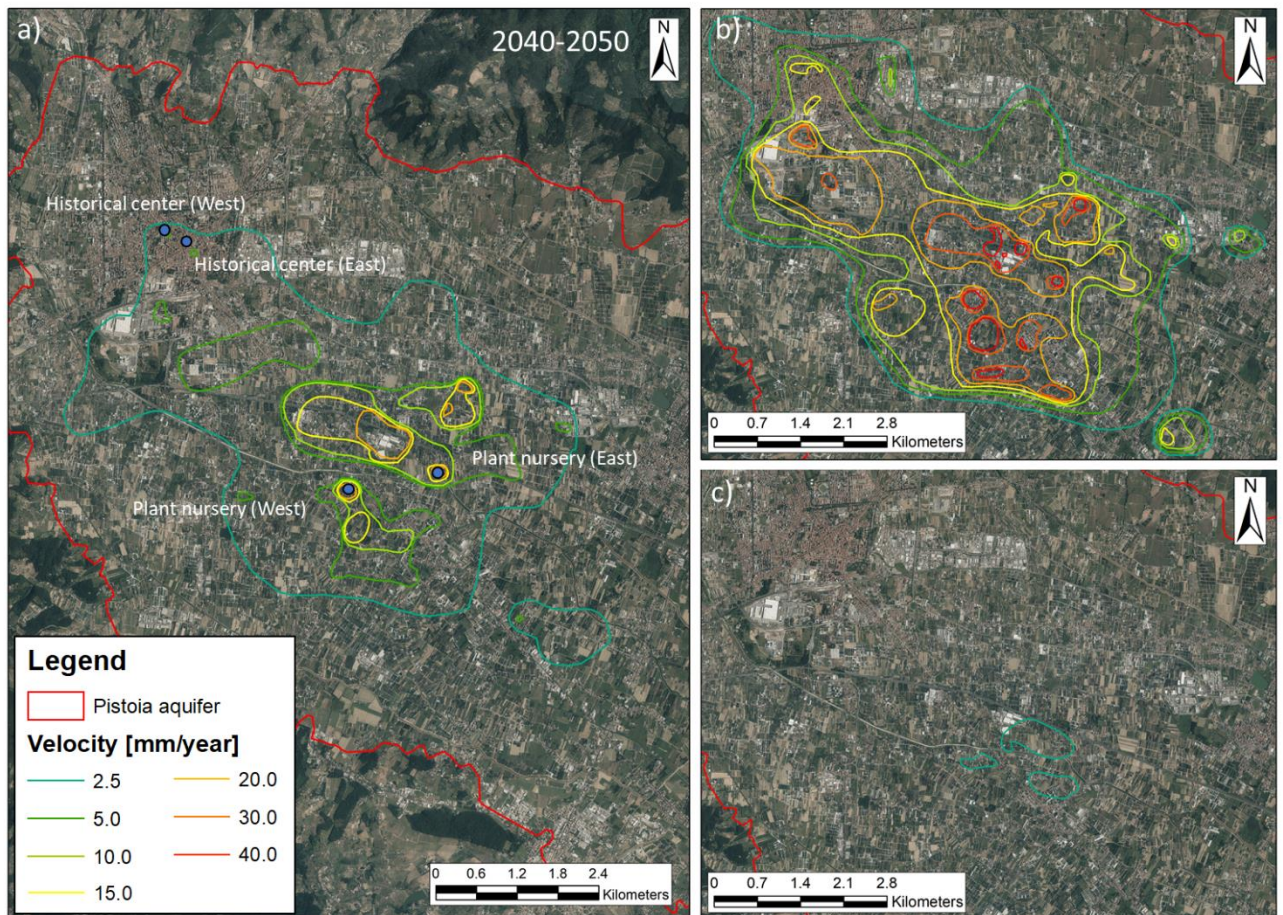 a)
2040-2050
N
Historical center (West)
Historical center (East)
Plant nursery (East)
Plant nursery (West)
Legend
Pistoia aquifer
Velocity [mm/year]
2.5 20.0
5.0 30.0
10.0 40.0
15.0
0 0.6 1.2 1.8 2.4
Kilometers
b)
N
0 0.7 1.4 2.1 2.8
Kilometers
c)
N
0 0.7 1.4 2.1 2.8
Kilometers